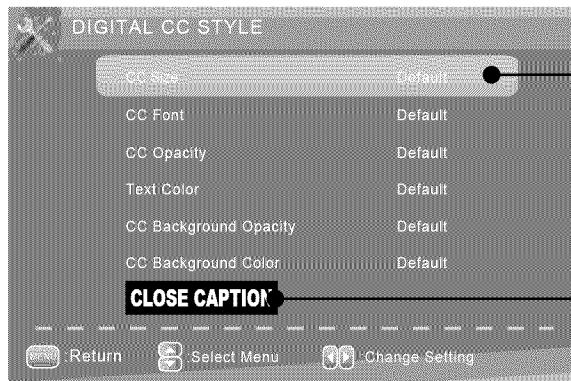 DIGITAL CC STYLE
CC Size Default
CC Font Default
CC Opacity Default
Text Color Default
CC Background Opacity Default
CC Background Color Default
CLOSE CAPTION
MENU :Return :Select Menu :Change Setting